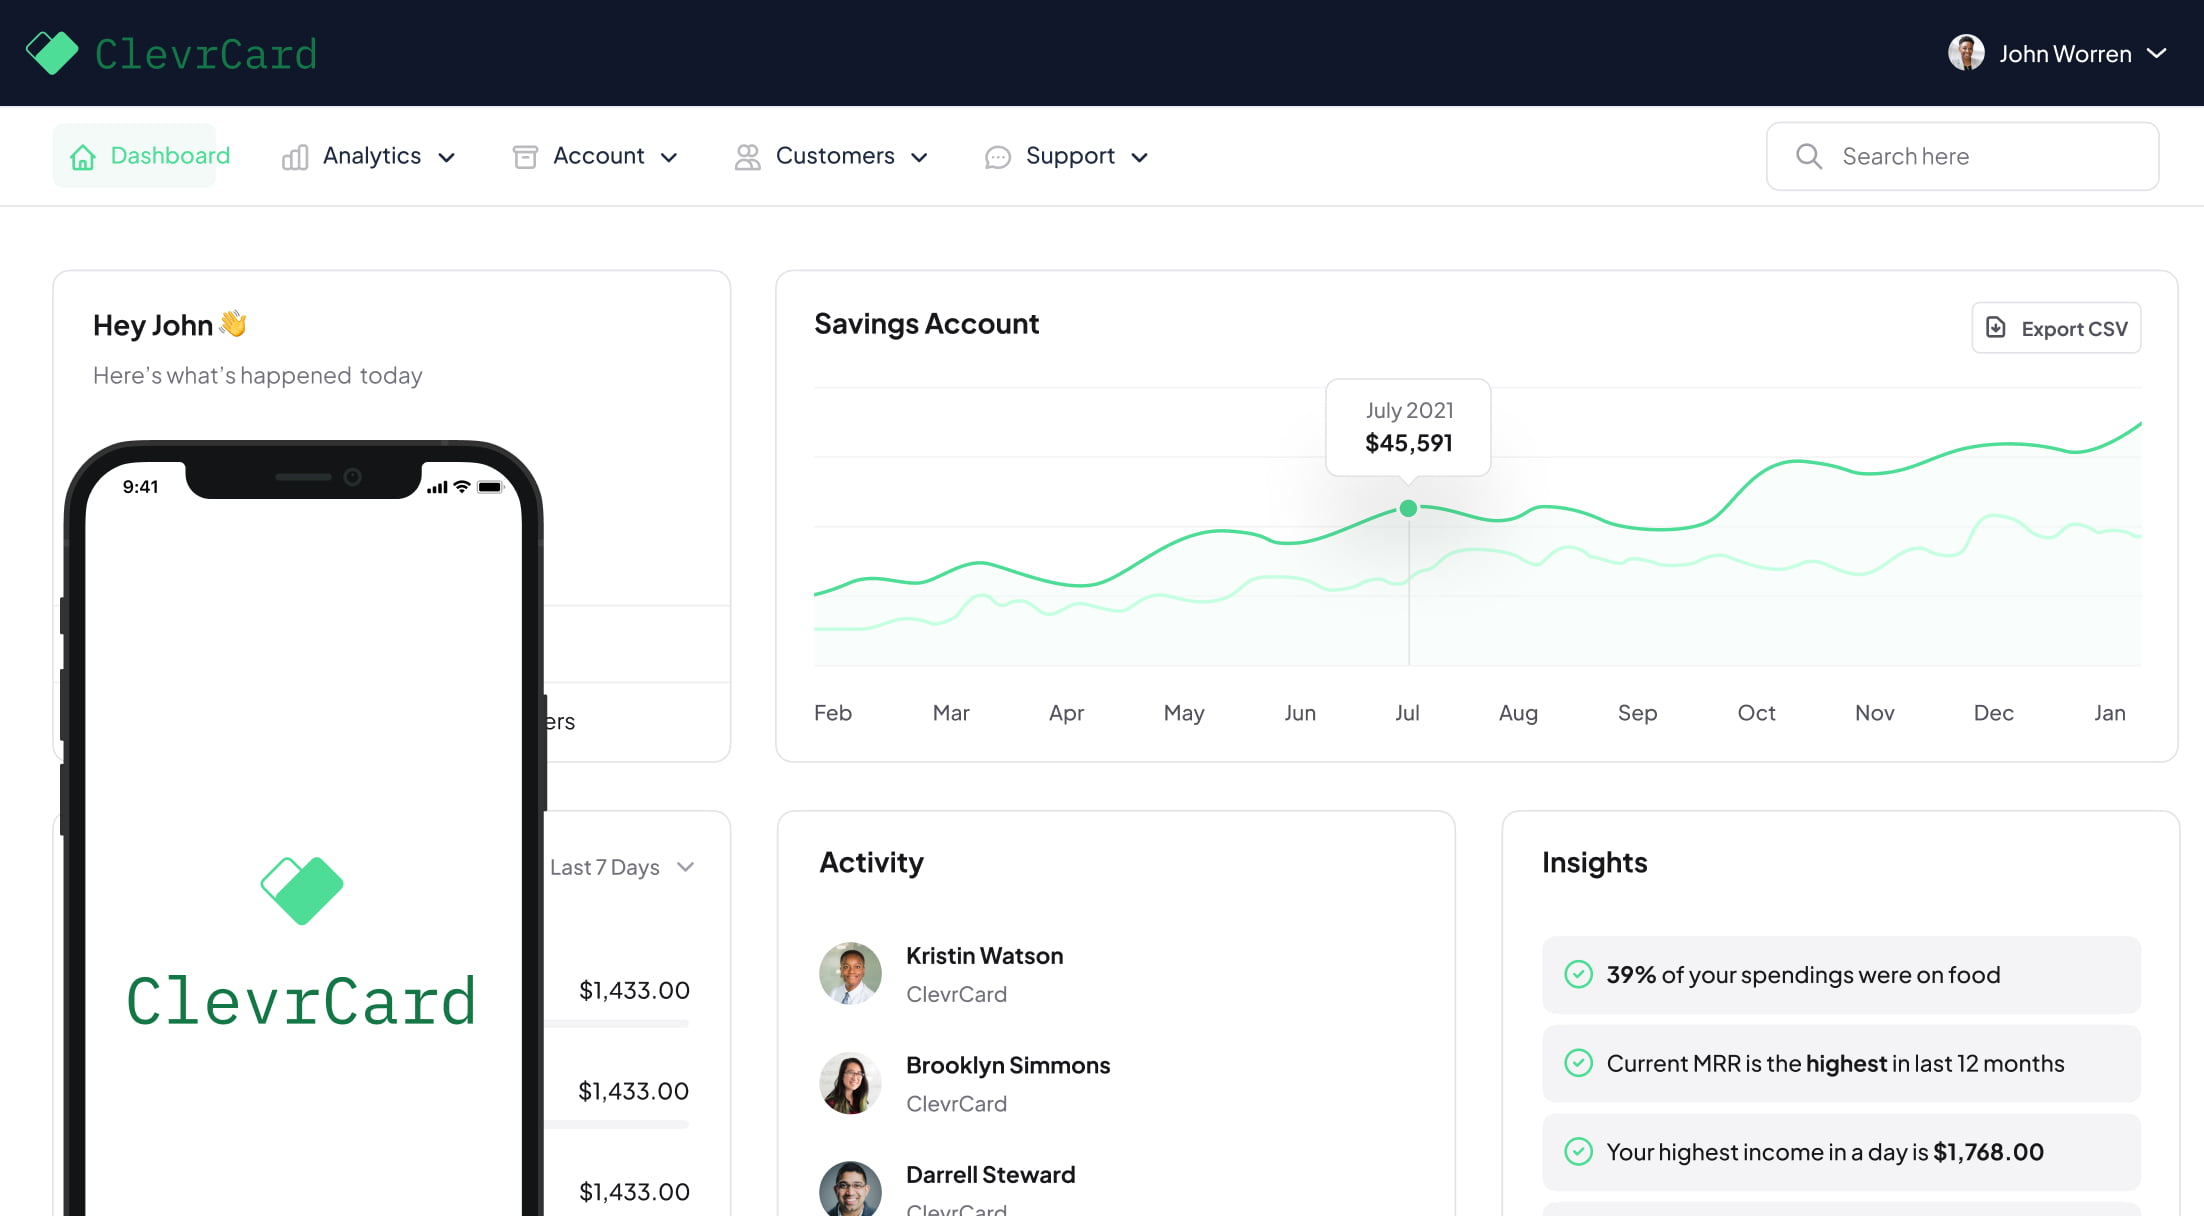 ClevrCard
John Worren
Dashboard
Analytics
Account
Customers
Support
Search here
Hey John 👋
Here’s what’s happened today
ers
Savings Account
Export CSV
July 2021
$45,591
Feb Mar Apr May Jun Jul Aug Sep Oct Nov Dec Jan
9:41
ClevrCard
Last 7 Days
$1,433.00
$1,433.00
$1,433.00
Activity
Kristin Watson
ClevrCard
Brooklyn Simmons
ClevrCard
Darrell Steward
ClevrCard
Insights
39% of your spendings were on food
Current MRR is the highest in last 12 months
Your highest income in a day is $1,768.00